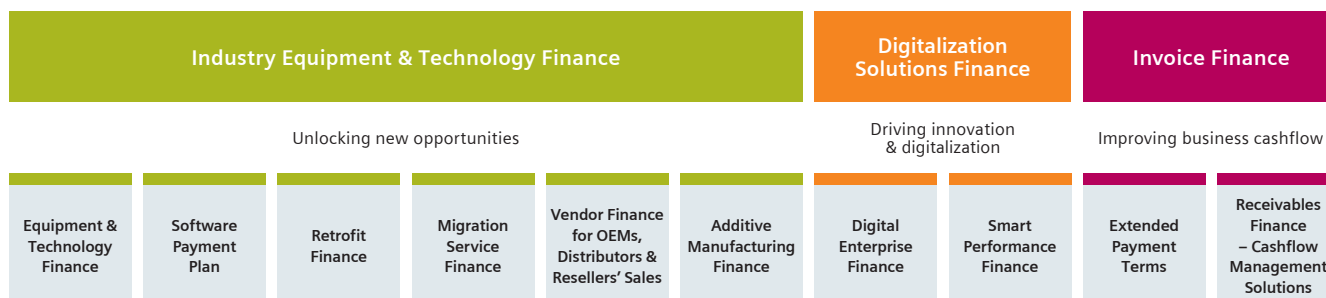 Industry Equipment & Technology Finance
Digitalization
Solutions Finance
Invoice Finance
Unlocking new opportunities
Driving innovation
& digitalization
Improving business cashflow
Equipment &
Technology
Finance
Software
Payment
Plan
Retrofit
Finance
Migration
Service
Finance
Vendor Finance
for OEMs,
Distributors &
Resellers’ Sales
Additive
Manufacturing
Finance
Digital
Enterprise
Finance
Smart
Performance
Finance
Extended
Payment
Terms
Receivables
Finance
– Cashflow
Management
Solutions